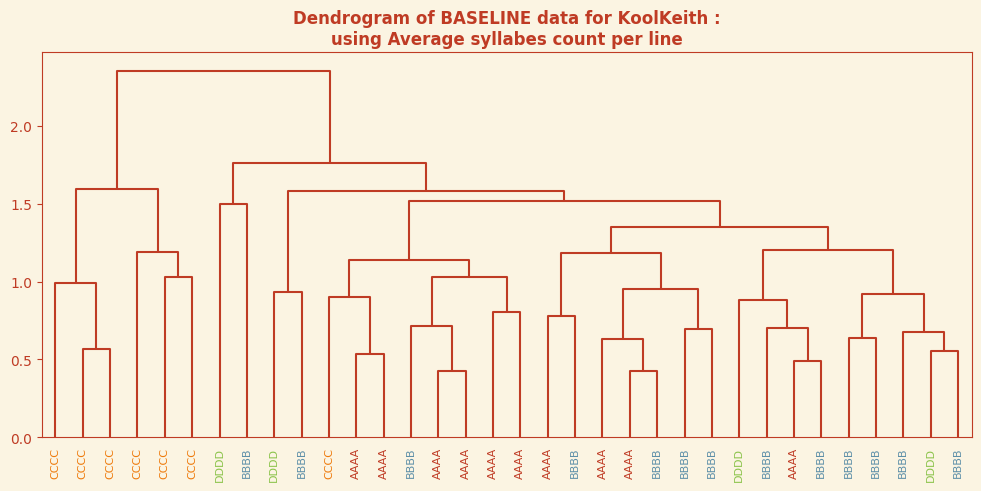 Dendrogram of BASELINE data for KoolKeith :
using Average syllabes count per line
2.0
1.5
1.0
0.5
0.0
CCCC CCCC CCCC CCCC CCCC CCCC DDDD BBBB DDDD BBBB CCCC AAAA AAAA BBBB AAAA AAAA AAAA AAAA AAAA BBBB AAAA AAAA BBBB BBBB BBBB DDDD BBBB AAAA BBBB BBBB BBBB BBBB DDDD BBBB